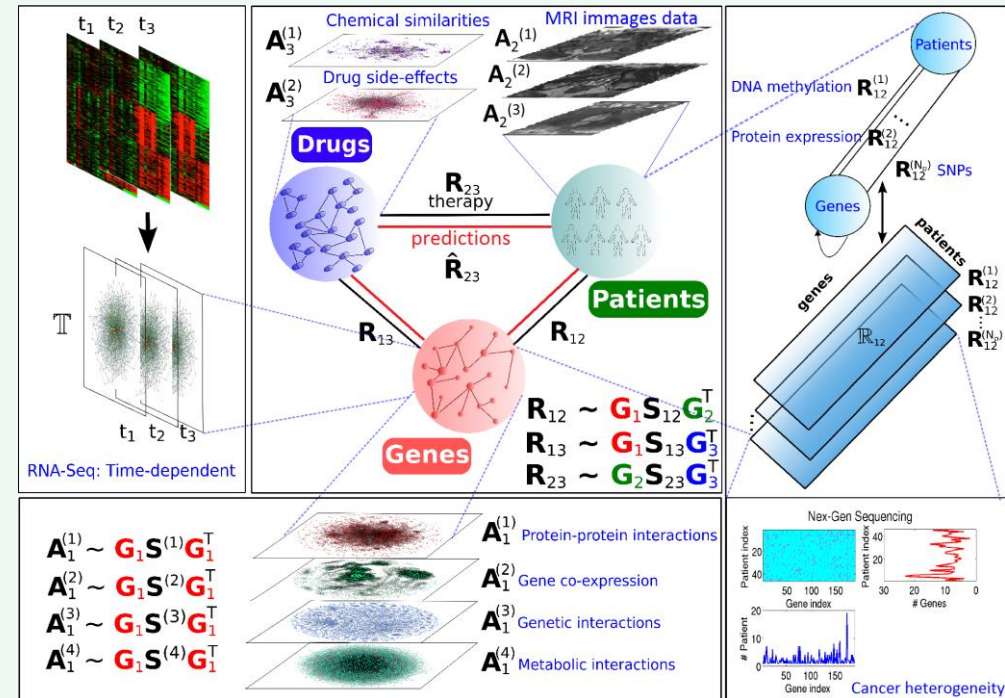 t₁ t₂ t₃
𝕋
t₁ t₂ t₃
RNA-Seq: Time-dependent
Chemical similarities
A₃⁽¹⁾
Drug side-effects
A₃⁽²⁾
MRI immages data
A₂⁽¹⁾
A₂⁽²⁾
A₂⁽³⁾
Drugs
R₂₃
therapy
predictions
R̂₂₃
Patients
R₁₃
R₁₂
Genes
R₁₂ ~ G₁S₁₂G₂ᵀ
R₁₃ ~ G₁S₁₃G₃ᵀ
R₂₃ ~ G₂S₂₃G₃ᵀ
Patients
DNA methylation R₁₂⁽¹⁾
Protein expression R₁₂⁽²⁾
...
R₁₂⁽ᴺᵖ⁾ SNPs
Genes
genes
patients
ℝ₁₂
R₁₂⁽¹⁾
R₁₂⁽²⁾
⋮
R₁₂⁽ᴺᵖ⁾
⋮
A₁⁽¹⁾ ~ G₁S⁽¹⁾G₁ᵀ
A₁⁽²⁾ ~ G₁S⁽²⁾G₁ᵀ
A₁⁽³⁾ ~ G₁S⁽³⁾G₁ᵀ
A₁⁽⁴⁾ ~ G₁S⁽⁴⁾G₁ᵀ
A₁⁽¹⁾ Protein-protein interactions
A₁⁽²⁾ Gene co-expression
A₁⁽³⁾ Genetic interactions
A₁⁽⁴⁾ Metabolic interactions
Nex-Gen Sequencing
Patient index
20
40
50 100 150
Gene index
Patient index
40
20
0
30 20 10 0
# Genes
# Patient
20
10
0
50 100 150
Gene index
Cancer heterogeneity